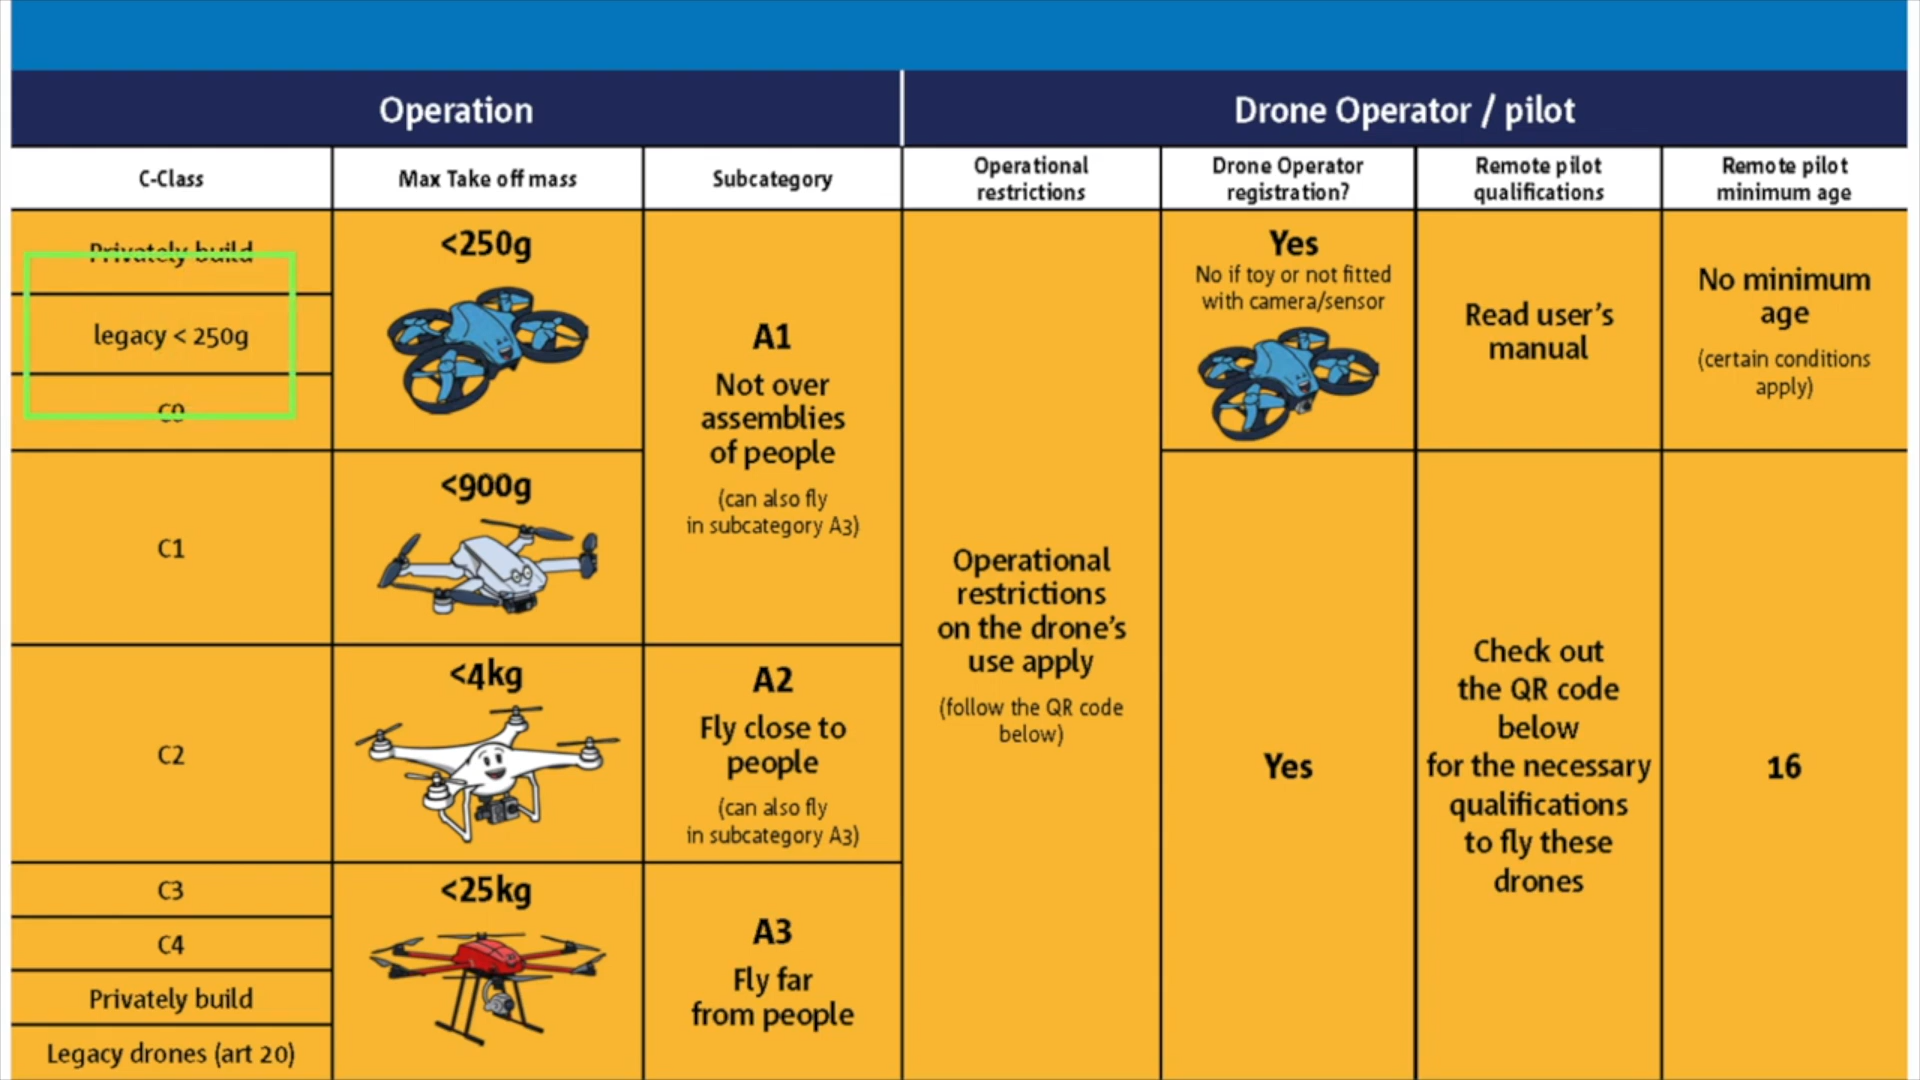 Operation
Drone Operator / pilot
C-Class
Max Take off mass
Subcategory
Operational
restrictions
Drone Operator
registration?
Remote pilot
qualifications
Remote pilot
minimum age
Privately build
legacy < 250g
C0
<250g
A1
Not over
assemblies
of people
(can also fly
in subcategory A3)
Yes
No if toy or not fitted
with camera/sensor
Read user's
manual
No minimum
age
(certain conditions
apply)
C1
<900g
Operational
restrictions
on the drone's
use apply
(follow the QR code
below)
C2
<4kg
A2
Fly close to
people
(can also fly
in subcategory A3)
Yes
Check out
the QR code
below
for the necessary
qualifications
to fly these
drones
16
C3
C4
Privately build
Legacy drones (art 20)
<25kg
A3
Fly far
from people